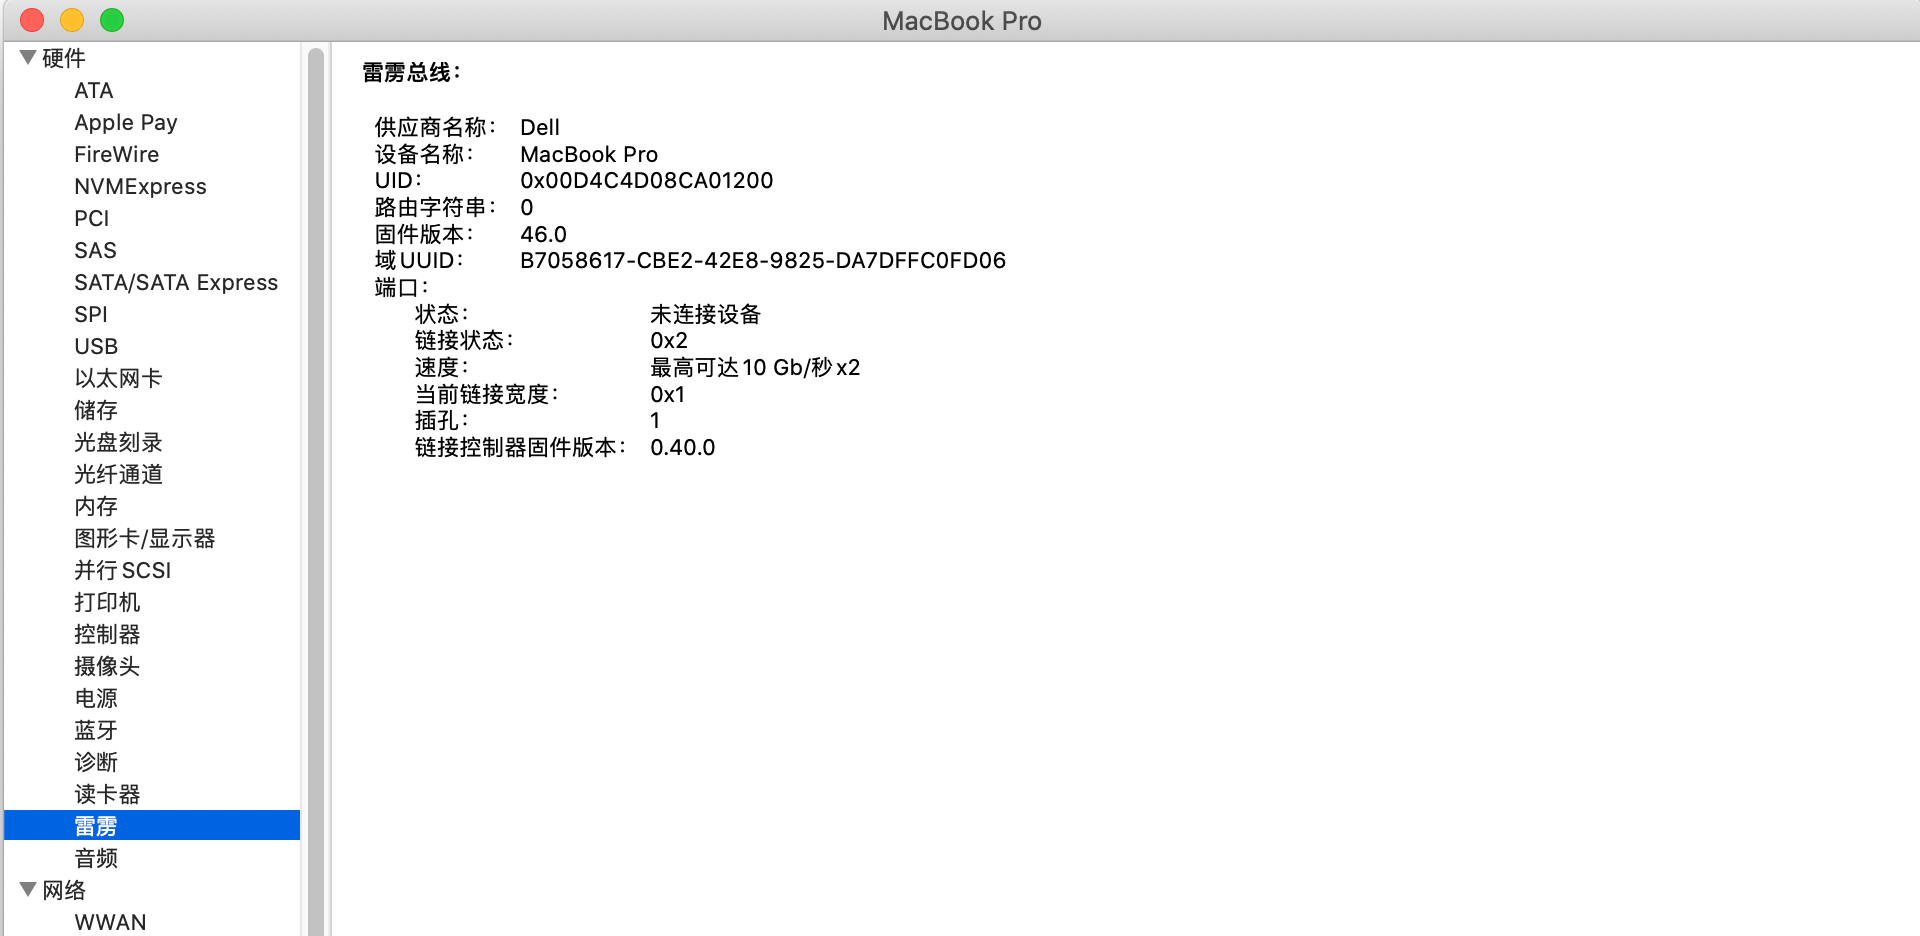 MacBook Pro
硬件
ATA
Apple Pay
FireWire
NVMExpress
PCI
SAS
SATA/SATA Express
SPI
USB
以太网卡
储存
光盘刻录
光纤通道
内存
图形卡/显示器
并行 SCSI
打印机
控制器
摄像头
电源
蓝牙
诊断
读卡器
雷雳
音频
网络
WWAN
雷雳总线：
供应商名称： Dell
设备名称： MacBook Pro
UID： 0x00D4C4D08CA01200
路由字符串： 0
固件版本： 46.0
域 UUID： B7058617-CBE2-42E8-9825-DA7DFFC0FD06
端口：
状态： 未连接设备
链接状态： 0x2
速度： 最高可达 10 Gb/秒 x2
当前链接宽度： 0x1
插孔： 1
链接控制器固件版本： 0.40.0